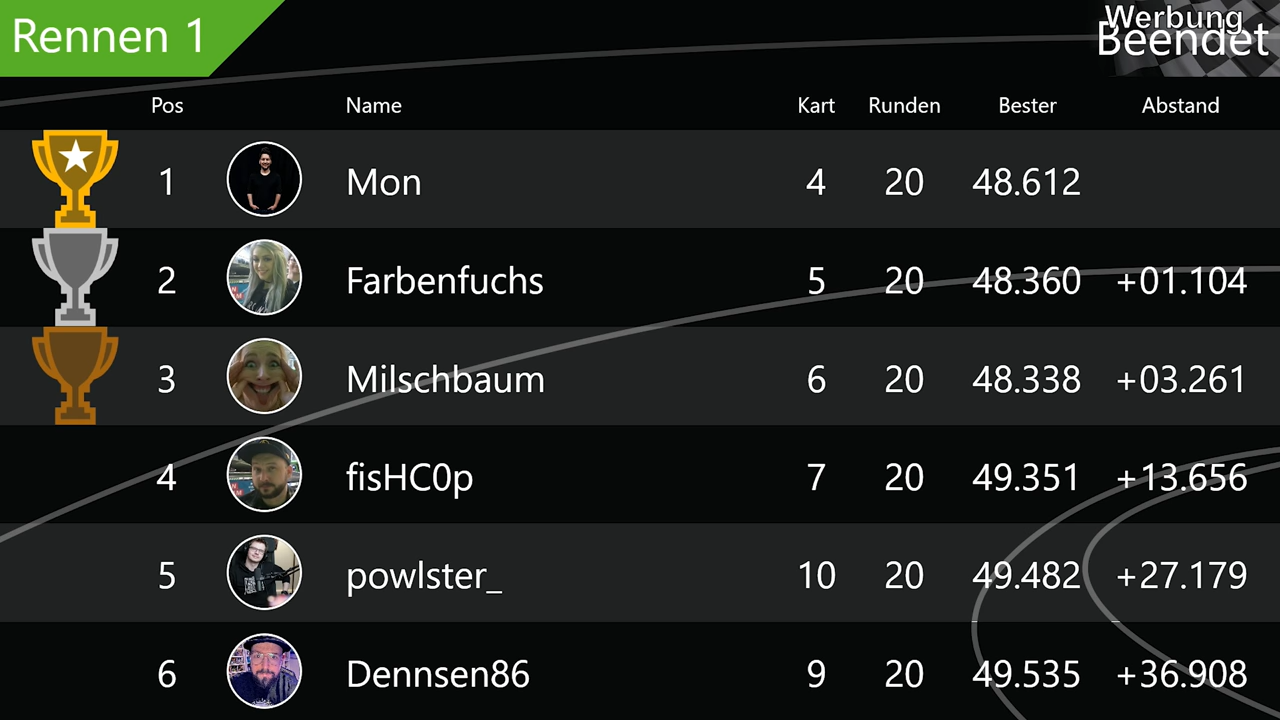 Rennen 1
Werbung
Beendet
Pos Name Kart Runden Bester Abstand
1 Mon 4 20 48.612
2 Farbenfuchs 5 20 48.360 +01.104
3 Milschbaum 6 20 48.338 +03.261
4 fisHC0p 7 20 49.351 +13.656
5 powlster_ 10 20 49.482 +27.179
6 Dennsen86 9 20 49.535 +36.908